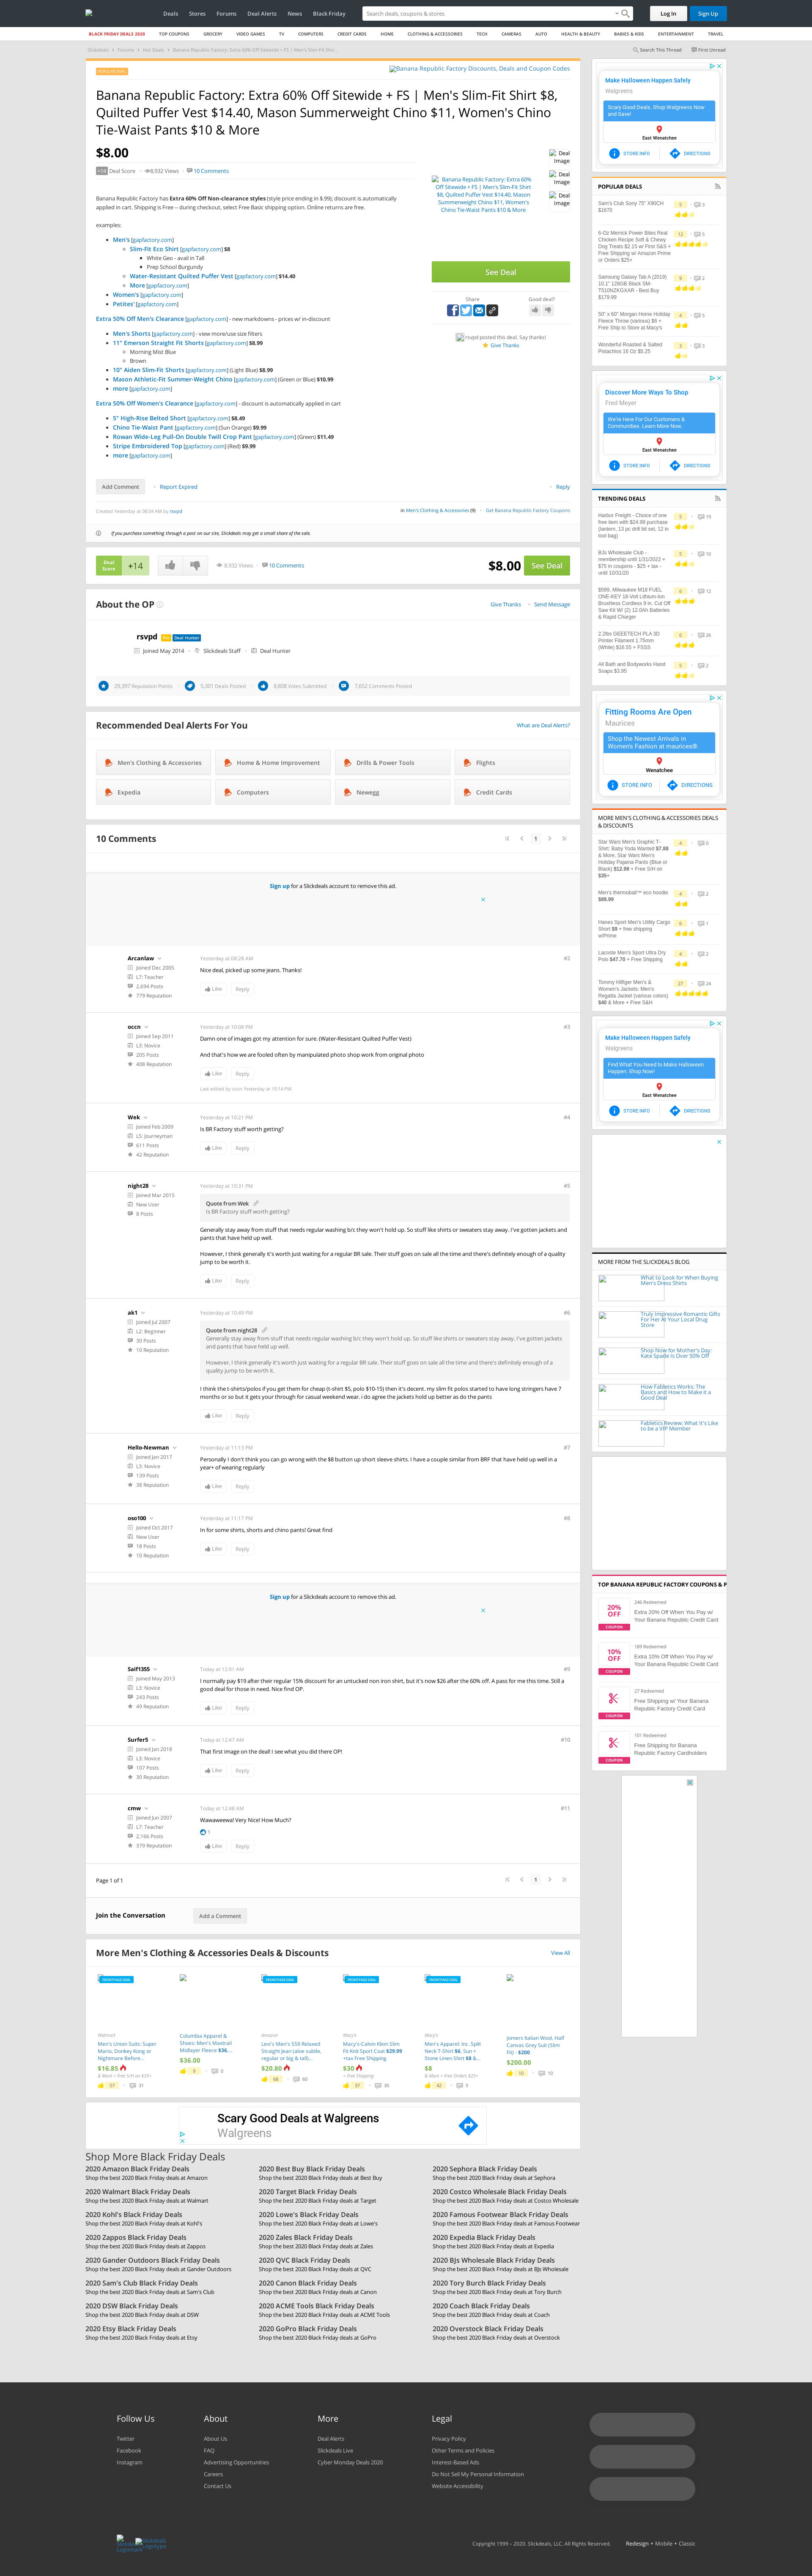 Deals Stores Forums Deal Alerts News Black Friday
Search deals, coupons & stores
Log In Sign Up
BLACK FRIDAY DEALS 2020 TOP COUPONS GROCERY VIDEO GAMES TV COMPUTERS CREDIT CARDS HOME CLOTHING & ACCESSORIES TECH CAMERAS AUTO HEALTH & BEAUTY BABIES & KIDS ENTERTAINMENT TRAVEL
Slickdeals > Forums > Hot Deals > Banana Republic Factory: Extra 60% Off Sitewide + FS | Men's Slim-Fit Slim...
Search This Thread First Unread
Banana Republic Factory Discounts, Deals and Coupon Codes
Banana Republic Factory: Extra 60% Off Sitewide + FS | Men's Slim-Fit Shirt $8,
Quilted Puffer Vest $14.40, Mason Summerweight Chino $11, Women's Chino
Tie-Waist Pants $10 & More
$8.00
+14 Deal Score 8,932 Views 10 Comments
Banana Republic Factory has Extra 60% Off Non-clearance styles (style price ending in $.99); discount is automatically
applied in cart. Shipping is Free -- during checkout, select Free Basic shipping option. Online returns are free.
examples:
Men's [gapfactory.com]
Slim-Fit Eco Shirt [gapfactory.com] $8
White Geo - avail in Tall
Prep School Burgundy
Water-Resistant Quilted Puffer Vest [gapfactory.com] $14.40
More [gapfactory.com]
Women's [gapfactory.com]
Petites' [gapfactory.com]
Extra 50% Off Men's Clearance [gapfactory.com] - new markdowns - prices w/ in-discount
Men's Shorts [gapfactory.com] - view more/use size filters
11" Emerson Straight Fit Shorts [gapfactory.com] $8.99
Morning Mist Blue
Brown
10" Aiden Slim-Fit Shorts [gapfactory.com] (Light Blue) $8.99
Mason Athletic-Fit Summer-Weight Chino [gapfactory.com] (Green or Blue) $10.99
more [gapfactory.com]
Extra 50% Off Women's Clearance [gapfactory.com] - discount is automatically applied in cart
5" High-Rise Belted Short [gapfactory.com] $8.49
Chino Tie-Waist Pant [gapfactory.com] (Sun Orange) $9.99
Rowan Wide-Leg Pull-On Double Twill Crop Pant [gapfactory.com] (Green) $11.49
Stripe Embroidered Top [gapfactory.com] (Red) $9.99
more [gapfactory.com]
Deal Image
Deal Image
Deal Image
Banana Republic Factory: Extra 60%
Off Sitewide + FS | Men's Slim-Fit Shirt
$8, Quilted Puffer Vest $14.40, Mason
Summerweight Chino $11, Women's
Chino Tie-Waist Pants $10 & More
See Deal
Share Good deal?
rsvpd posted this deal. Say thanks!
Give Thanks
Add Comment Report Expired Reply
Created Yesterday at 08:04 AM by rsvpd
in Men's Clothing & Accessories (9) Get Banana Republic Factory Coupons
If you purchase something through a post on our site, Slickdeals may get a small share of the sale.
Deal Score +14 8,932 Views 10 Comments $8.00 See Deal
About the OP Give Thanks Send Message
rsvpd Pro Deal Hunter
Joined May 2014 Slickdeals Staff Deal Hunter
29,397 Reputation Points 5,301 Deals Posted 8,808 Votes Submitted 7,652 Comments Posted
Recommended Deal Alerts For You What are Deal Alerts?
Men's Clothing & Accessories Home & Home Improvement Drills & Power Tools Flights
Expedia Computers Newegg Credit Cards
10 Comments 1
Sign up for a Slickdeals account to remove this ad.
Arcanlaw
Joined Dec 2005
L7: Teacher
2,694 Posts
779 Reputation
Yesterday at 08:28 AM #2
Nice deal, picked up some jeans. Thanks!
Like Reply
occn
Joined Sep 2011
L3: Novice
205 Posts
408 Reputation
Yesterday at 10:08 PM #3
Damn one of images got my attention for sure. (Water-Resistant Quilted Puffer Vest)
And that's how we are fooled often by manipulated photo shop work from original photo
Like Reply
Last edited by occn Yesterday at 10:14 PM.
Wek
Joined Feb 2009
L5: Journeyman
611 Posts
42 Reputation
Yesterday at 10:21 PM #4
Is BR Factory stuff worth getting?
Like Reply
night28
Joined Mar 2015
New User
8 Posts
Yesterday at 10:31 PM #5
Quote from Wek
Is BR Factory stuff worth getting?
Generally stay away from stuff that needs regular washing b/c they won't hold up. So stuff like shirts or sweaters stay away. I've gotten jackets and
pants that have held up well.
However, I think generally it's worth just waiting for a regular BR sale. Their stuff goes on sale all the time and there's definitely enough of a quality
jump to be worth it.
Like Reply
ak1
Joined Jul 2007
L2: Beginner
30 Posts
10 Reputation
Yesterday at 10:49 PM #6
Quote from night28
Generally stay away from stuff that needs regular washing b/c they won't hold up. So stuff like shirts or sweaters stay away. I've gotten jackets
and pants that have held up well.
However, I think generally it's worth just waiting for a regular BR sale. Their stuff goes on sale all the time and there's definitely enough of a
quality jump to be worth it.
I think the t-shirts/polos if you get them for cheap (t-shirt $5, polo $10-15) then it's decent. my slim fit polos started to have long stringers have 7
months or so but it gets your through for casual weekend wear. i do agree the jackets hold up better as do the pants
Like Reply
Hello-Newman
Joined Jan 2017
L3: Novice
139 Posts
38 Reputation
Yesterday at 11:13 PM #7
Personally I don't think you can go wrong with the $8 button up short sleeve shirts. I have a couple similar from BRF that have held up well in a
year+ of wearing regularly
Like Reply
oso100
Joined Oct 2017
New User
18 Posts
10 Reputation
Yesterday at 11:17 PM #8
In for some shirts, shorts and chino pants! Great find
Like Reply
Sign up for a Slickdeals account to remove this ad.
Saif1355
Joined May 2013
L3: Novice
243 Posts
49 Reputation
Today at 12:01 AM #9
I normally pay $19 after their regular 15% discount for an untucked non iron shirt, but it's now $26 after the 60% off. A pass for me this time. Still a
good deal for those in need. Nice find OP.
Like Reply
Surfer5
Joined Jan 2018
L3: Novice
107 Posts
30 Reputation
Today at 12:47 AM #10
That first image on the deal! I see what you did there OP!
Like Reply
cmw
Joined Jun 2007
L7: Teacher
2,166 Posts
379 Reputation
Today at 12:48 AM #11
Wawaweewa! Very Nice! How Much?
1
Like Reply
Page 1 of 1 1
Join the Conversation Add a Comment
More Men's Clothing & Accessories Deals & Discounts View All
Walmart
Men's Union Suits: Super
Mario, Donkey Kong or
Nightmare Before...
$16.85
& More + Free S/H on $35+
57 31
Columbia Apparel &
Shoes: Men's Maxtrail
Midlayer Fleece $36,...
$36.00
9 0
FRONTPAGE DEAL
Amazon
Levi's Men's 559 Relaxed
Straight Jean (alse subtle,
regular or big & tall)...
$20.80
68 60
FRONTPAGE DEAL
Macy's
Macy's-Calvin Klein Slim
Fit Knit Sport Coat $29.99
+tax Free Shipping
$30
+ Free Shipping
37 30
FRONTPAGE DEAL
Macy's
Men's Apparel: Inc. Split
Neck T-Shirt $6, Sun +
Stone Linen Shirt $8 &...
$8
& More + Free Orders $25+
42 5
Joners Italian Wool, Half
Canvas Grey Suit (Slim
Fit) - $200
$200.00
10 10
Scary Good Deals at Walgreens
Walgreens
Shop More Black Friday Deals
2020 Amazon Black Friday Deals
Shop the best 2020 Black Friday deals at Amazon
2020 Best Buy Black Friday Deals
Shop the best 2020 Black Friday deals at Best Buy
2020 Sephora Black Friday Deals
Shop the best 2020 Black Friday deals at Sephora
2020 Walmart Black Friday Deals
Shop the best 2020 Black Friday deals at Walmart
2020 Target Black Friday Deals
Shop the best 2020 Black Friday deals at Target
2020 Costco Wholesale Black Friday Deals
Shop the best 2020 Black Friday deals at Costco Wholesale
2020 Kohl's Black Friday Deals
Shop the best 2020 Black Friday deals at Kohl's
2020 Lowe's Black Friday Deals
Shop the best 2020 Black Friday deals at Lowe's
2020 Famous Footwear Black Friday Deals
Shop the best 2020 Black Friday deals at Famous Footwear
2020 Zappos Black Friday Deals
Shop the best 2020 Black Friday deals at Zappos
2020 Zales Black Friday Deals
Shop the best 2020 Black Friday deals at Zales
2020 Expedia Black Friday Deals
Shop the best 2020 Black Friday deals at Expedia
2020 Gander Outdoors Black Friday Deals
Shop the best 2020 Black Friday deals at Gander Outdoors
2020 QVC Black Friday Deals
Shop the best 2020 Black Friday deals at QVC
2020 BJs Wholesale Black Friday Deals
Shop the best 2020 Black Friday deals at BJs Wholesale
2020 Sam's Club Black Friday Deals
Shop the best 2020 Black Friday deals at Sam's Club
2020 Canon Black Friday Deals
Shop the best 2020 Black Friday deals at Canon
2020 Tory Burch Black Friday Deals
Shop the best 2020 Black Friday deals at Tory Burch
2020 DSW Black Friday Deals
Shop the best 2020 Black Friday deals at DSW
2020 ACME Tools Black Friday Deals
Shop the best 2020 Black Friday deals at ACME Tools
2020 Coach Black Friday Deals
Shop the best 2020 Black Friday deals at Coach
2020 Etsy Black Friday Deals
Shop the best 2020 Black Friday deals at Etsy
2020 GoPro Black Friday Deals
Shop the best 2020 Black Friday deals at GoPro
2020 Overstock Black Friday Deals
Shop the best 2020 Black Friday deals at Overstock
Make Halloween Happen Safely
Walgreens
Scary Good Deals. Shop Walgreens Now
and Save!
East Wenatchee
STORE INFO DIRECTIONS
POPULAR DEALS
Sam's Club Sony 75" X80CH
$1670
5 3
6-Oz Merrick Power Bites Real
Chicken Recipe Soft & Chewy
Dog Treats $2.15 w/ First S&S +
Free Shipping w/ Amazon Prime
or Orders $25+
12 5
Samsung Galaxy Tab A (2019)
10.1" 128GB Black SM-
T510NZKGXAR - Best Buy
$179.99
9 2
50" x 60" Morgan Home Holiday
Fleece Throw (various) $6 +
Free Ship to Store at Macy's
4 5
Wonderful Roasted & Salted
Pistachios 16 Oz $5.25
3 3
Discover More Ways To Shop
Fred Meyer
We're Here For Our Customers &
Communities. Learn More Now.
East Wenatchee
STORE INFO DIRECTIONS
TRENDING DEALS
Harbor Freight - Choice of one
free item with $24.99 purchase
(lantern, 13 pc drill bit set, 12 in
tool bag)
5 19
BJs Wholesale Club -
membership until 1/31/2022 +
$75 in coupons - $25 + tax -
until 10/31/20
5 10
$599, Milwaukee M18 FUEL
ONE-KEY 18-Volt Lithium-Ion
Brushless Cordless 9 in. Cut Off
Saw Kit W/ (2) 12.0Ah Batteries
& Rapid Charger
6 12
2.2lbs GEEETECH PLA 3D
Printer Filament 1.75mm
(White) $16.55 + FSSS
6 26
All Bath and Bodyworks Hand
Soaps $3.95
5 2
Fitting Rooms Are Open
Maurices
Shop the Newest Arrivals in
Women's Fashion at maurices®
Wenatchee
STORE INFO DIRECTIONS
MORE MEN'S CLOTHING & ACCESSORIES DEALS
& DISCOUNTS
Star Wars Men's Graphic T-
Shirt: Baby Yoda Wanted $7.88
& More, Star Wars Men's
Holiday Pajama Pants (Blue or
Black) $12.98 + Free S/H on
$35+
4 0
Men's thermoball™ eco hoodie
$89.99
4 2
Hanes Sport Men's Utility Cargo
Short $9 + free shipping
w/Prime
6 1
Lacoste Men's Sport Ultra Dry
Polo $47.70 + Free Shipping
4 2
Tommy Hilfiger Men's &
Women's Jackets: Men's
Regatta Jacket (various colors)
$40 & More + Free S&H
27 24
Make Halloween Happen Safely
Walgreens
Find What You Need to Make Halloween
Happen. Shop Now!
East Wenatchee
STORE INFO DIRECTIONS
MORE FROM THE SLICKDEALS BLOG
What to Look for When Buying
Men's Dress Shirts
Truly Impressive Romantic Gifts
For Her At Your Local Drug
Store
Shop Now for Mother's Day:
Kate Spade Is Over 50% Off
How Fabletics Works: The
Basics and How to Make it a
Good Deal
Fabletics Review: What It's Like
to be a VIP Member
TOP BANANA REPUBLIC FACTORY COUPONS & P
20% OFF COUPON
246 Redeemed
Extra 20% Off When You Pay w/
Your Banana Republic Credit Card
10% OFF COUPON
189 Redeemed
Extra 10% Off When You Pay w/
Your Banana Republic Credit Card
COUPON
27 Redeemed
Free Shipping w/ Your Banana
Republic Factory Credit Card
COUPON
101 Redeemed
Free Shipping for Banana
Republic Factory Cardholders
Follow Us
Twitter
Facebook
Instagram
About
About Us
FAQ
Advertising Opportunities
Careers
Contact Us
More
Deal Alerts
Slickdeals Live
Cyber Monday Deals 2020
Legal
Privacy Policy
Other Terms and Policies
Interest-Based Ads
Do Not Sell My Personal Information
Website Accessibility
Copyright 1999 - 2020. Slickdeals, LLC. All Rights Reserved. Redesign • Mobile • Classic